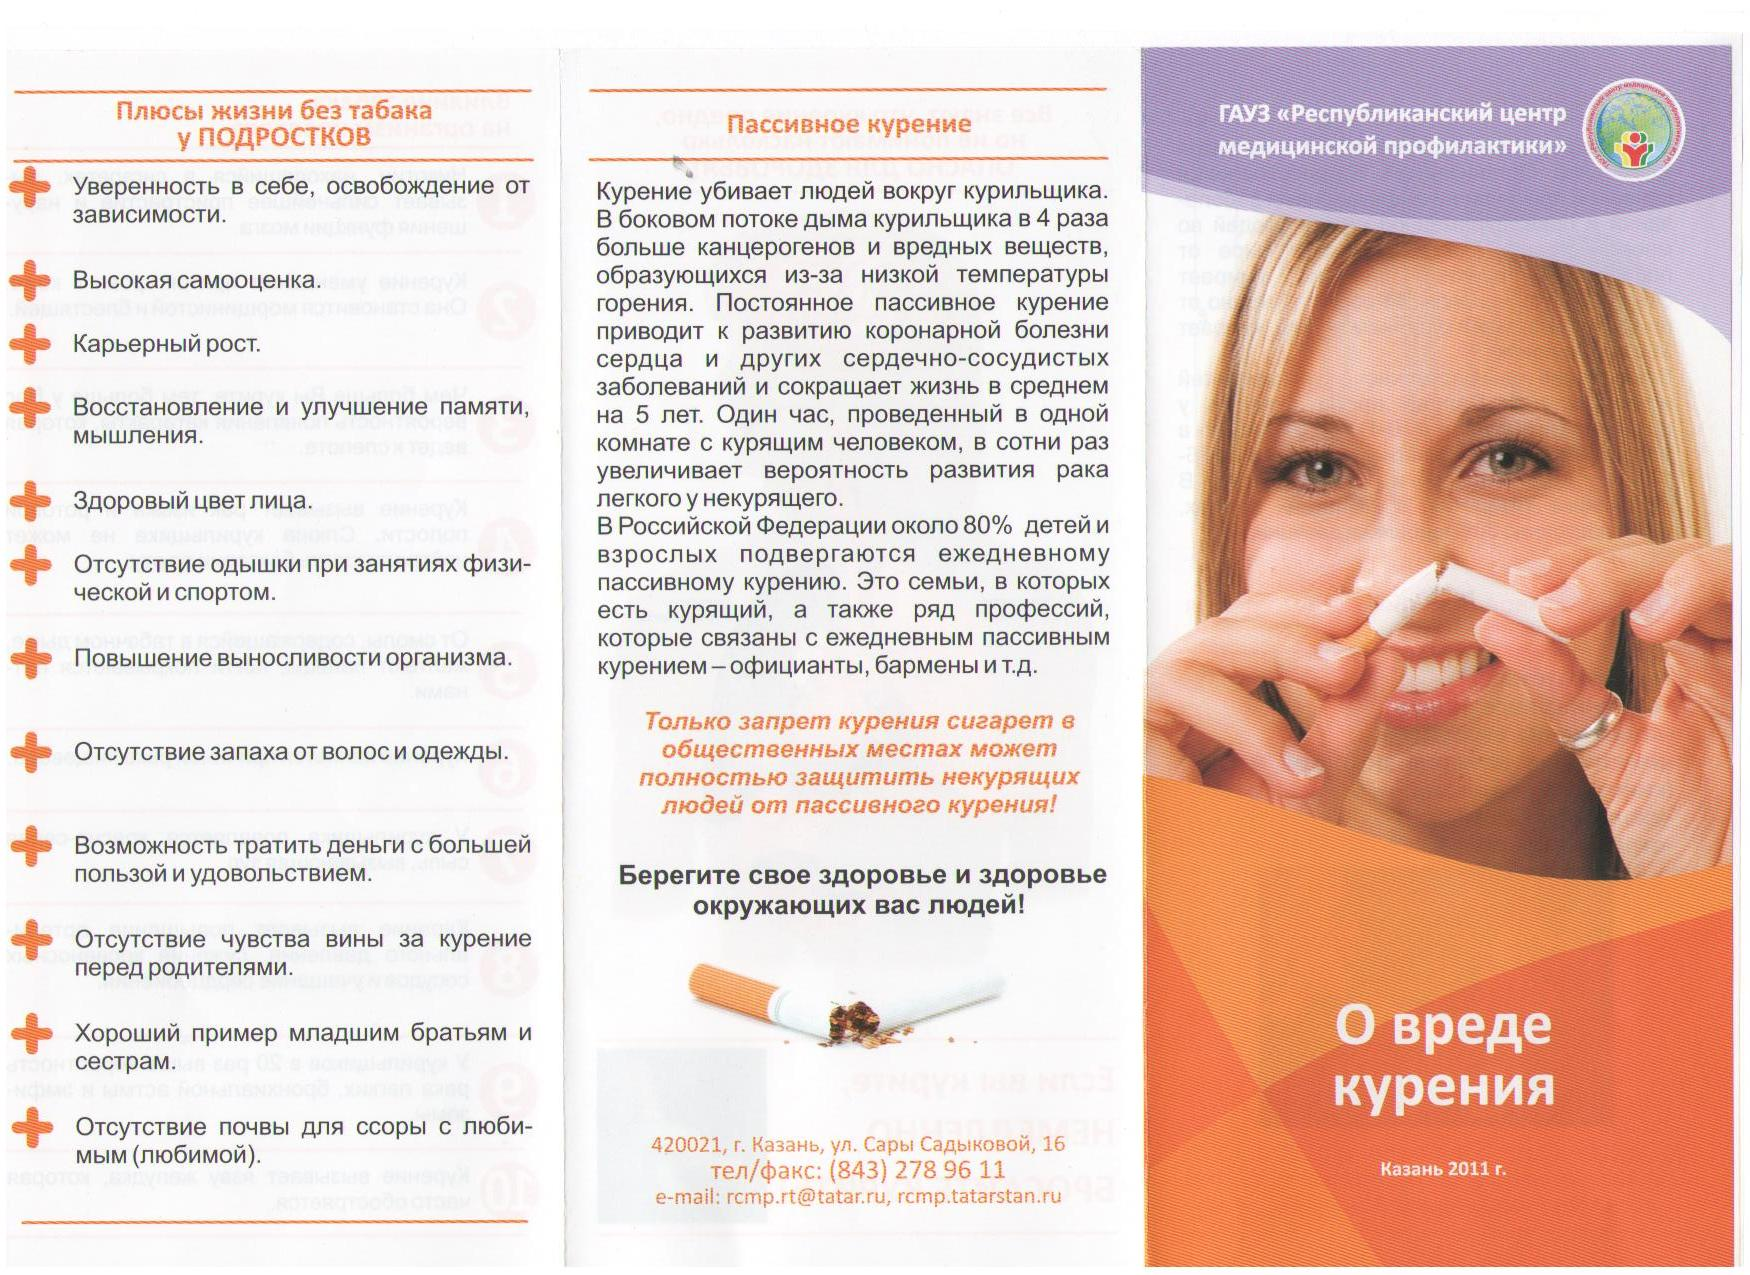 Плюсы жизни без табака
у ПОДРОСТКОВ
Уверенность в себе, освобождение от
зависимости.
Высокая самооценка.
Карьерный рост.
Восстановление и улучшение памяти,
мышления.
Здоровый цвет лица.
Отсутствие одышки при занятиях физи-
ческой и спортом.
Повышение выносливости организма.
Отсутствие запаха от волос и одежды.
Возможность тратить деньги с большей
пользой и удовольствием.
Отсутствие чувства вины за курение
перед родителями.
Хороший пример младшим братьям и
сестрам.
Отсутствие почвы для ссоры с люби-
мым (любимой).
Пассивное курение
Курение убивает людей вокруг курильщика.
В боковом потоке дыма курильщика в 4 раза
больше канцерогенов и вредных веществ,
образующихся из-за низкой температуры
горения. Постоянное пассивное курение
приводит к развитию коронарной болезни
сердца и других сердечно-сосудистых
заболеваний и сокращает жизнь в среднем
на 5 лет. Один час, проведенный в одной
комнате с курящим человеком, в сотни раз
увеличивает вероятность развития рака
легкого у некурящего.
В Российской Федерации около 80% детей и
взрослых подвергаются ежедневному
пассивному курению. Это семьи, в которых
есть курящий, а также ряд профессий,
которые связаны с ежедневным пассивным
курением – официанты, бармены и т.д.
Только запрет курения сигарет в
общественных местах может
полностью защитить некурящих
людей от пассивного курения!
Берегите свое здоровье и здоровье
окружающих вас людей!
420021, г. Казань, ул. Сары Садыковой, 16
тел/факс: (843) 278 96 11
e-mail: rcmp.rt@tatar.ru, rcmp.tatarstan.ru
ГАУЗ «Республиканский центр
медицинской профилактики»
О вреде
курения
Казань 2011 г.